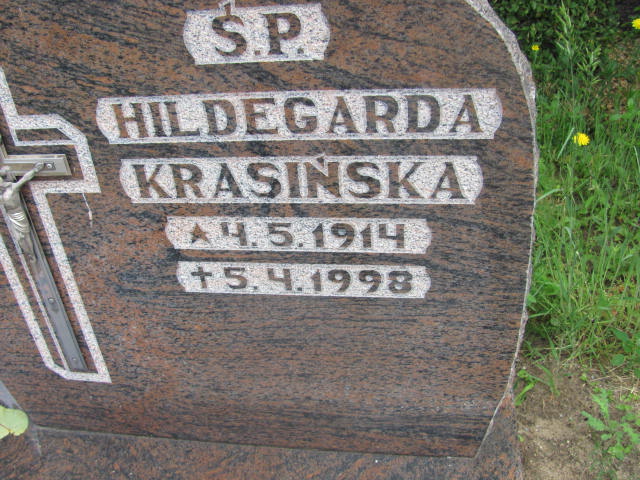 Ś.P.
HILDEGARDA
KRASIŃSKA
★ 4.5.1914
✝ 5.4.1998